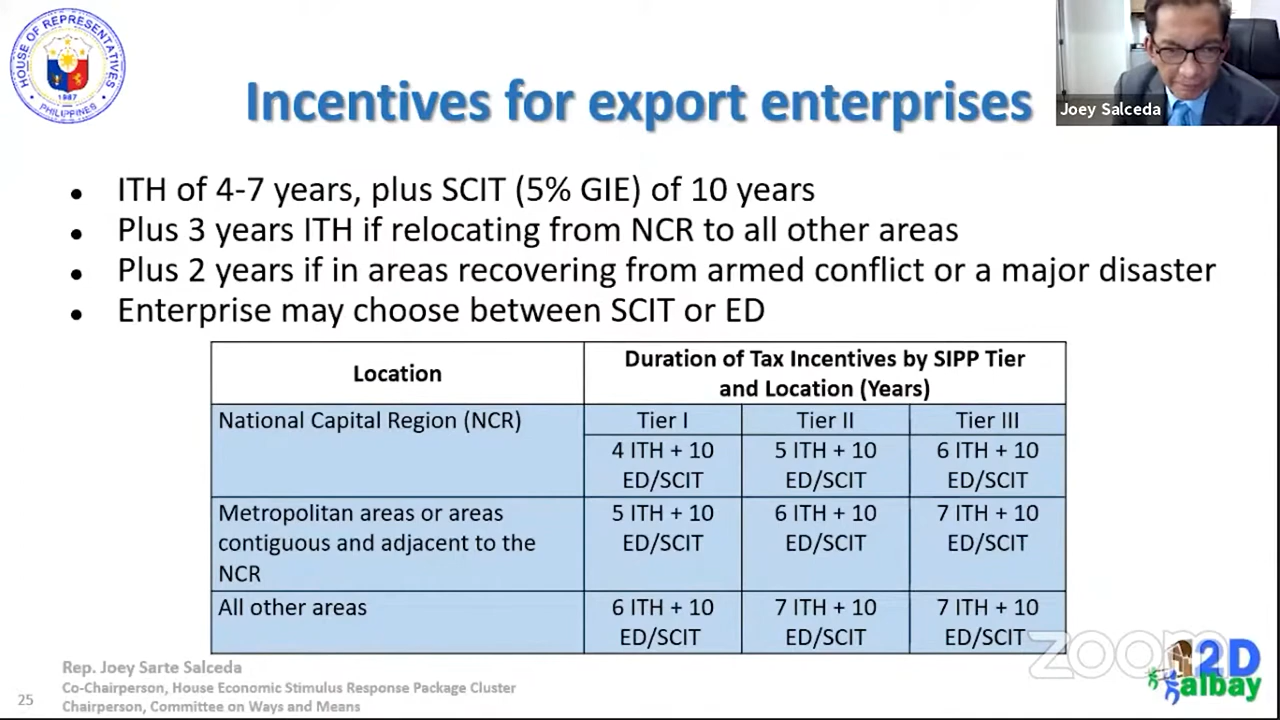 HOUSE OF REPRESENTATIVES
1987
PHILIPPINES
Incentives for export enterprises
Joey Salceda
• ITH of 4-7 years, plus SCIT (5% GIE) of 10 years
• Plus 3 years ITH if relocating from NCR to all other areas
• Plus 2 years if in areas recovering from armed conflict or a major disaster
• Enterprise may choose between SCIT or ED
Location
Duration of Tax Incentives by SIPP Tier
and Location (Years)
National Capital Region (NCR)
Tier I
Tier II
Tier III
4 ITH + 10
ED/SCIT
5 ITH + 10
ED/SCIT
6 ITH + 10
ED/SCIT
Metropolitan areas or areas
contiguous and adjacent to the
NCR
5 ITH + 10
ED/SCIT
6 ITH + 10
ED/SCIT
7 ITH + 10
ED/SCIT
All other areas
6 ITH + 10
ED/SCIT
7 ITH + 10
ED/SCIT
7 ITH + 10
ED/SCIT
zoom
2D
albay
Rep. Joey Sarte Salceda
Co-Chairperson, House Economic Stimulus Response Package Cluster
Chairperson, Committee on Ways and Means
25